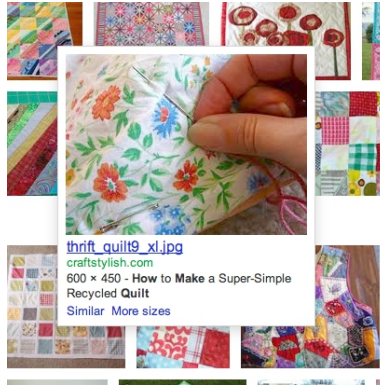 thrift_quilt9_xl.jpg
craftstylish.com
600 × 450 - How to Make a Super-Simple
Recycled Quilt
Similar More sizes